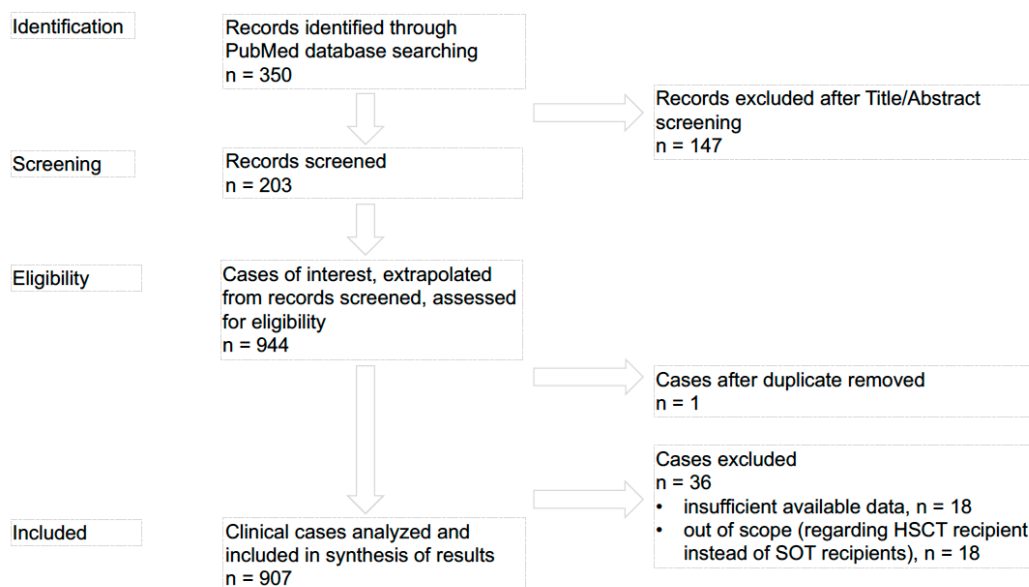 Identification
Records identified through
PubMed database searching
n = 350
Records excluded after Title/Abstract
screening
n = 147
Screening
Records screened
n = 203
Eligibility
Cases of interest, extrapolated
from records screened, assessed
for eligibility
n = 944
Cases after duplicate removed
n = 1
Cases excluded
n = 36
• insufficient available data, n = 18
• out of scope (regarding HSCT recipient
instead of SOT recipients), n = 18
Included
Clinical cases analyzed and
included in synthesis of results
n = 907